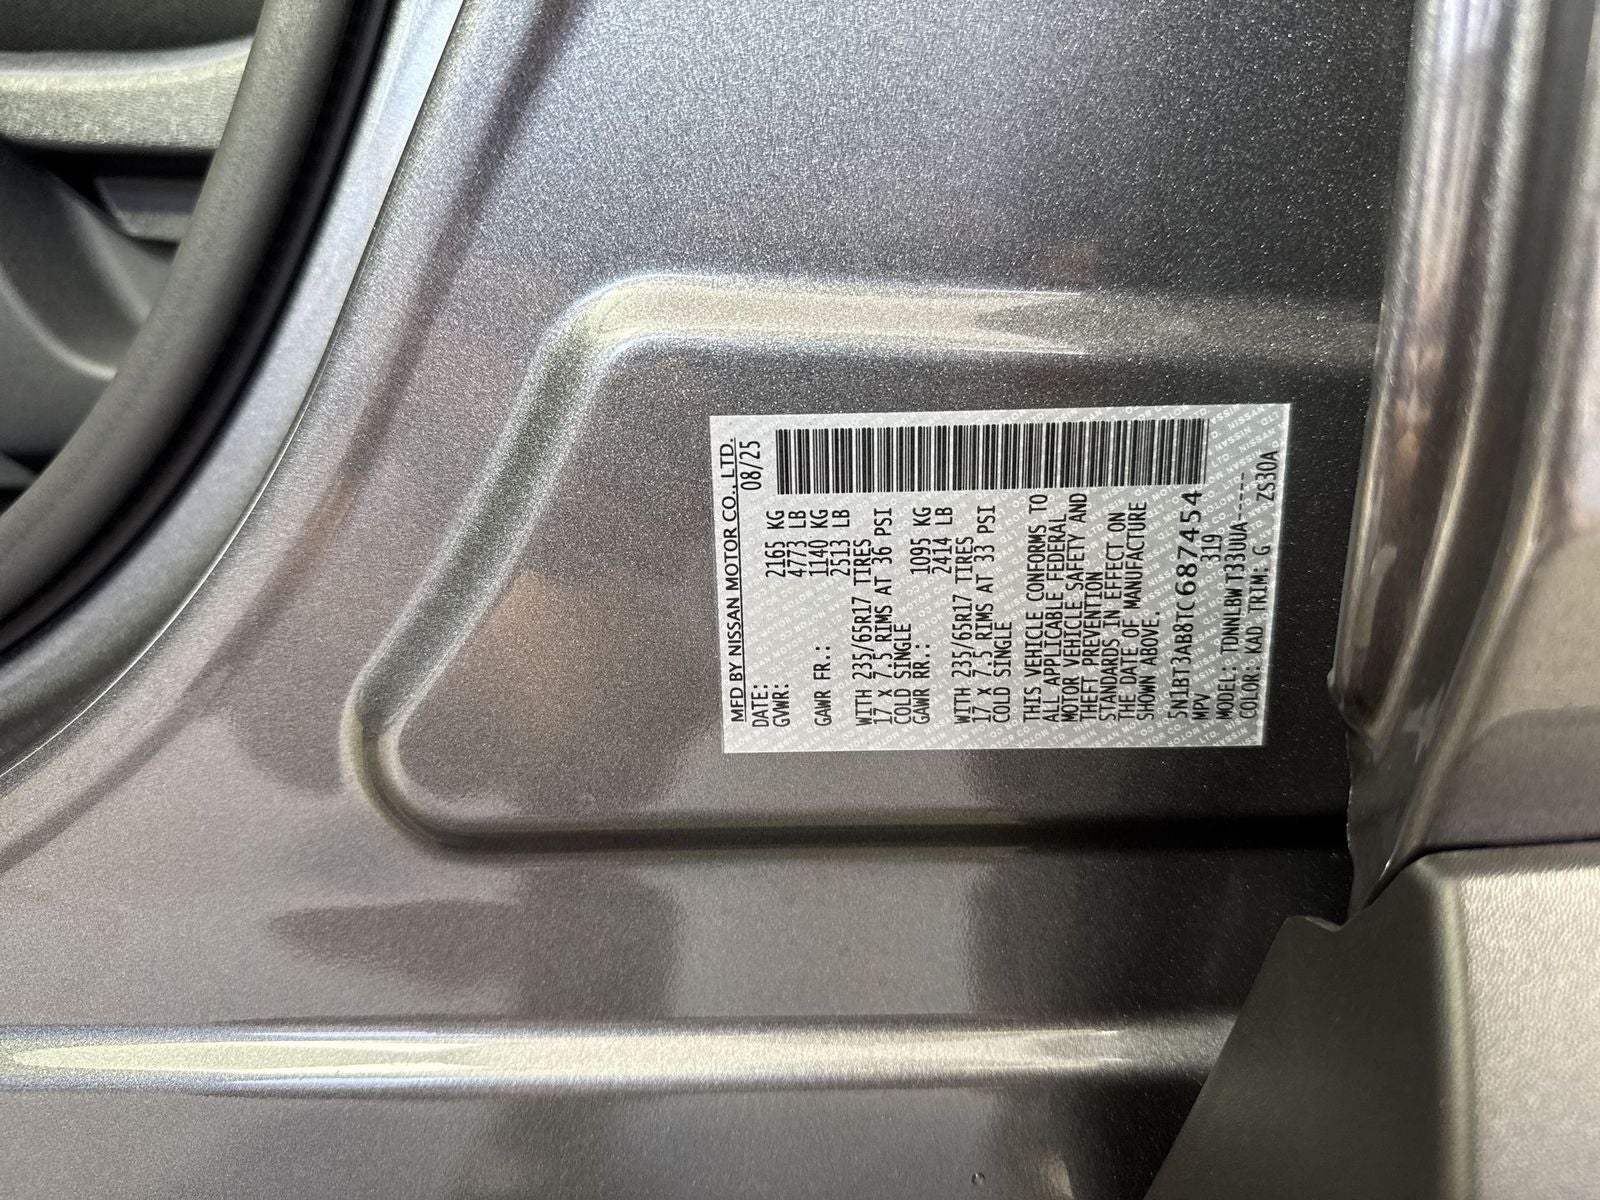 MFD BY NISSAN MOTOR CO., LTD.
DATE: 08/25
GVWR: 2165 KG
4773 LB
GAWR FR.: 1140 KG
2513 LB
WITH 235/65R17 TIRES
17 X 7.5 RIMS AT 36 PSI
COLD SINGLE
GAWR RR.: 1095 KG
2414 LB
WITH 235/65R17 TIRES
17 X 7.5 RIMS AT 33 PSI
COLD SINGLE
THIS VEHICLE CONFORMS TO
ALL APPLICABLE FEDERAL
MOTOR VEHICLE SAFETY AND
THEFT PREVENTION
STANDARDS IN EFFECT ON
THE DATE OF MANUFACTURE
SHOWN ABOVE.
5N1BT3AB8TC687454
MPV 319
MODEL: TDNNLBW T33UUA-----
COLOR: KAD TRIM: G ZS30A